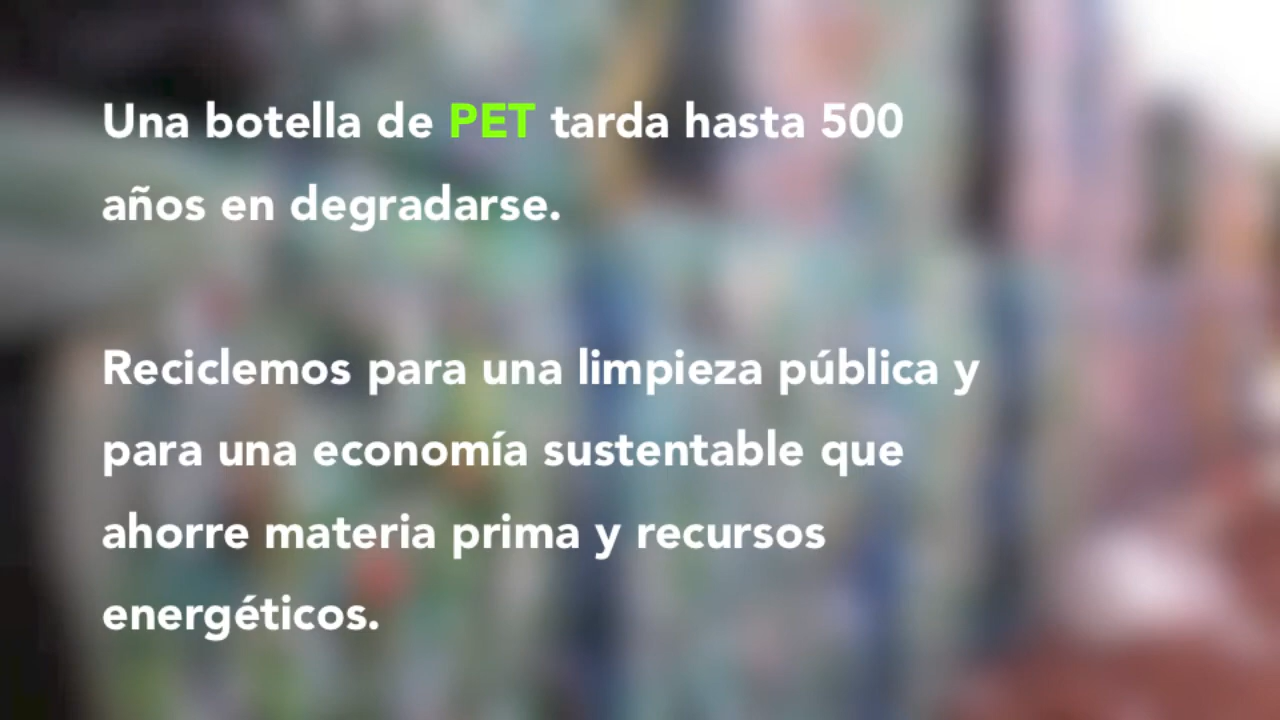 Una botella de PET tarda hasta 500
años en degradarse.
Reciclemos para una limpieza pública y
para una economía sustentable que
ahorre materia prima y recursos
energéticos.